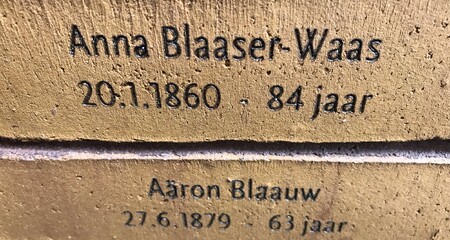 Anna Blaaser-Waas
20.1.1860 - 84 jaar
Aäron Blaauw
27.6.1879 - 63 jaar